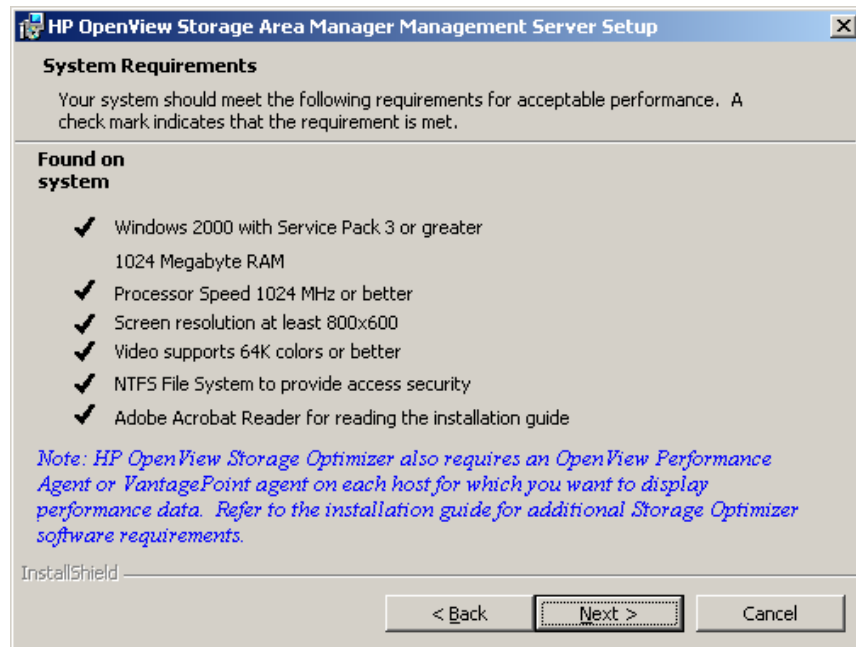 HP OpenView Storage Area Manager Management Server Setup
System Requirements
Your system should meet the following requirements for acceptable performance. A
check mark indicates that the requirement is met.
Found on
system
Windows 2000 with Service Pack 3 or greater
1024 Megabyte RAM
Processor Speed 1024 MHz or better
Screen resolution at least 800x600
Video supports 64K colors or better
NTFS File System to provide access security
Adobe Acrobat Reader for reading the installation guide
Note: HP OpenView Storage Optimizer also requires an OpenView Performance
Agent or VantagePoint agent on each host for which you want to display
performance data. Refer to the installation guide for additional Storage Optimizer
software requirements.
InstallShield
< Back Next > Cancel